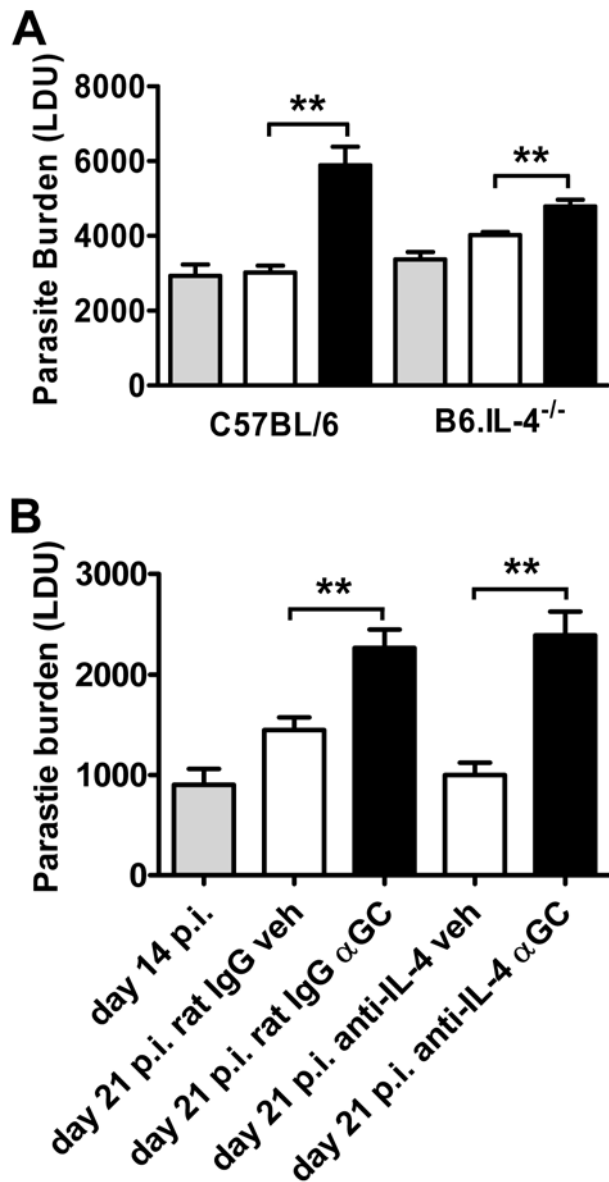 A
Parasite Burden (LDU)
8000
6000
4000
2000
0
**
**
C57BL/6
B6.IL-4-/-
B
Parastie burden (LDU)
3000
2000
1000
0
**
**
day 14 p.i.
day 21 p.i. rat IgG veh
day 21 p.i. rat IgG αGC
day 21 p.i. anti-IL-4 veh
day 21 p.i. anti-IL-4 αGC